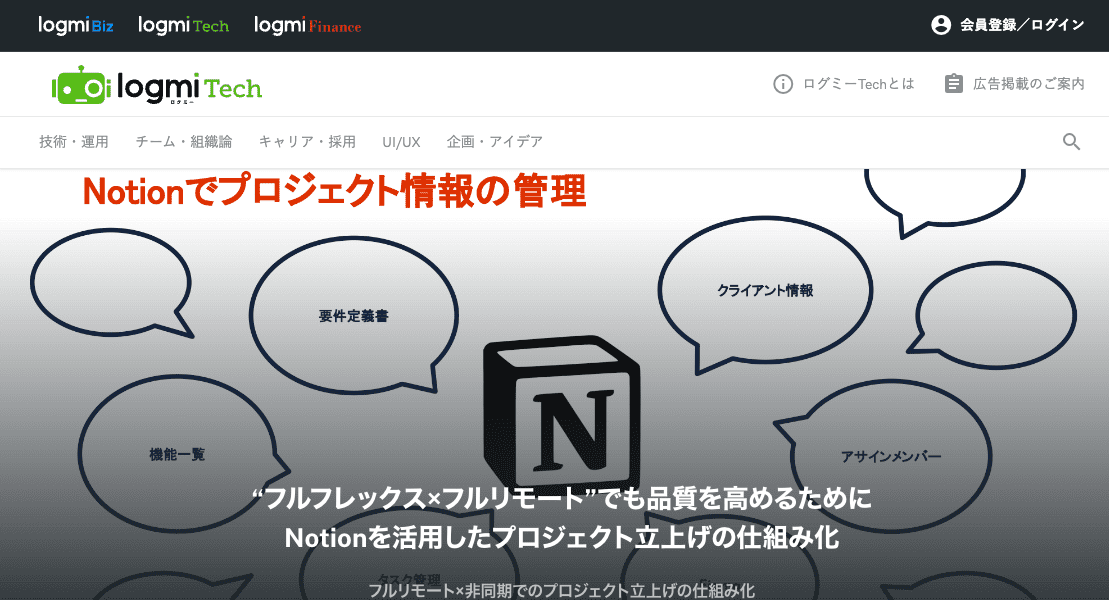 logmi Biz
logmi Tech
logmi Finance
会員登録／ログイン
logmi Tech
ログミー
ログミーTechとは
広告掲載のご案内
技術・運用
チーム・組織論
キャリア・採用
UI/UX
企画・アイデア
Notionでプロジェクト情報の管理
クライアント情報
要件定義書
N
機能一覧
アサインメンバー
“フルフレックス×フルリモート”でも品質を高めるために
Notionを活用したプロジェクト立上げの仕組み化
タスク管理
フルリモート×非同期でのプロジェクト立上げの仕組み化